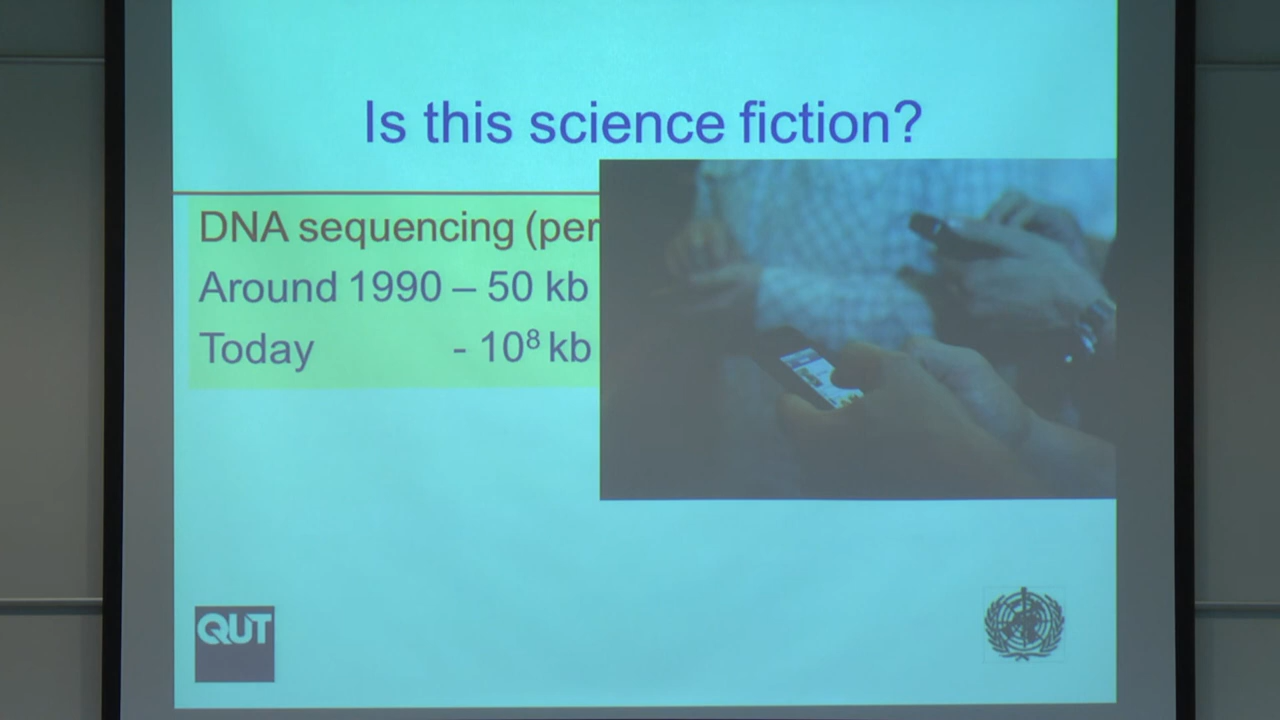 Is this science fiction?
DNA sequencing (per
Around 1990 – 50 kb
Today - 10⁸ kb
QUT